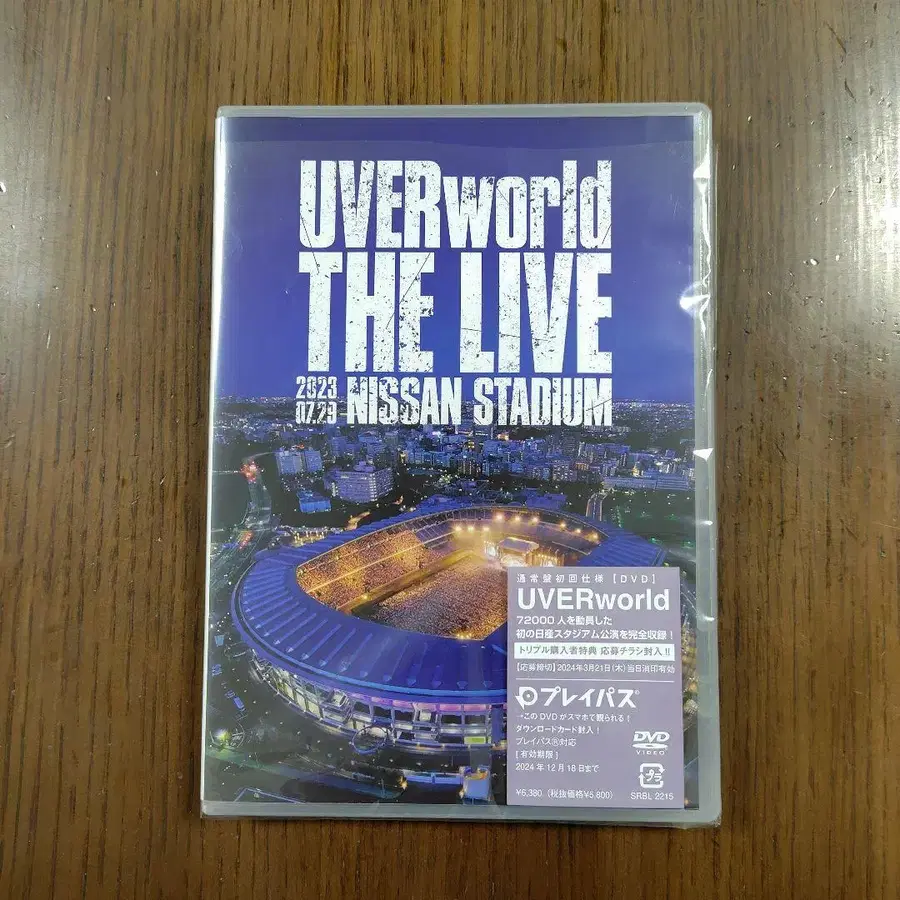 UVERworld
THE LIVE
2023
07.29
NISSAN STADIUM
通常盤初回仕様【DVD】
UVERworld
72000人を動員した
初の日産スタジアム公演を完全収録！
トリプル購入者特典 応募チラシ封入!!
【応募締切】2024年3月21日(木)当日消印有効
プレイパス®
→このDVDがスマホで観られる！
ダウンロードカード封入！
プレイパス®対応
[有効期限]
2024年12月18日まで
DVD
VIDEO
プラ
¥6,380（税抜価格¥5,800）
SRBL 2215